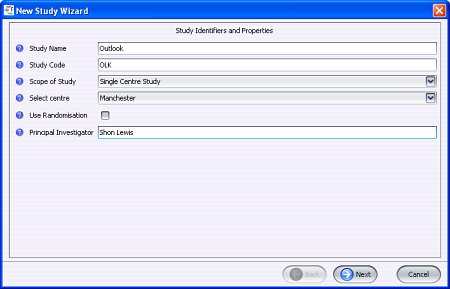 New Study Wizard
Study Identifiers and Properties
Study Name Outlook
Study Code OLK
Scope of Study Single Centre Study
Select centre Manchester
Use Randomisation
Principal Investigator Shon Lewis
Back Next Cancel